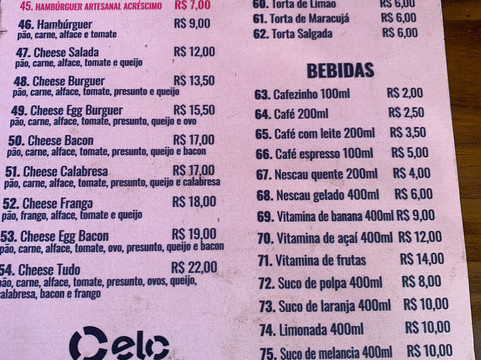 45. HAMBÚRGUER ARTESANAL ACRÉSCIMO R$ 7,00
46. Hambúrguer R$ 9,00
pão, carne, alface e tomate
47. Cheese Salada R$ 12,00
pão, carne, alface, tomate e queijo
48. Cheese Burguer R$ 13,50
pão, carne, alface, tomate, presunto e queijo
49. Cheese Egg Burguer R$ 15,50
pão, carne, alface, tomate, presunto, queijo e ovo
50. Cheese Bacon R$ 17,00
pão, carne, alface, tomate, presunto, queijo e bacon
51. Cheese Calabresa R$ 17,00
pão, carne, alface, tomate, presunto, queijo e calabresa
52. Cheese Frango R$ 18,00
pão, frango, alface, tomate e queijo
53. Cheese Egg Bacon R$ 19,00
pão, carne, alface, tomate, ovo, presunto, queijo e bacon
54. Cheese Tudo R$ 22,00
pão, carne, alface, tomate, presunto, ovos, queijo,
calabresa, bacon e frango
elo
60. Torta de Limão R$ 6,00
61. Torta de Maracujá R$ 6,00
62. Torta Salgada R$ 6,00
BEBIDAS
63. Cafezinho 100ml R$ 2,00
64. Café 200ml R$ 2,50
65. Café com leite 200ml R$ 3,50
66. Café espresso 100ml R$ 5,00
67. Nescau quente 200ml R$ 4,00
68. Nescau gelado 400ml R$ 6,00
69. Vitamina de banana 400ml R$ 9,00
70. Vitamina de açaí 400ml R$ 12,00
71. Vitamina de frutas R$ 14,00
72. Suco de polpa 400ml R$ 8,00
73. Suco de laranja 400ml R$ 10,00
74. Limonada 400ml R$ 10,00
75. Suco de melancia 400ml R$ 10,00